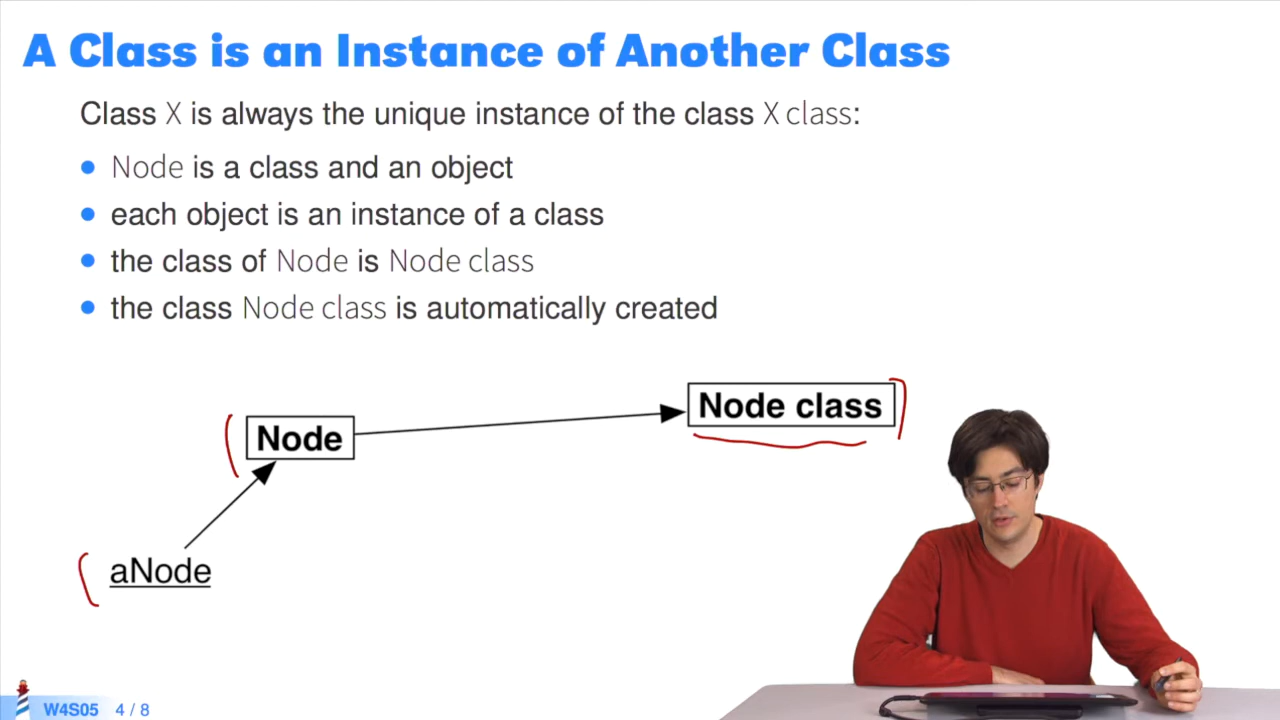 A Class is an Instance of Another Class
Class X is always the unique instance of the class X class:
Node is a class and an object
each object is an instance of a class
the class of Node is Node class
the class Node class is automatically created
Node class
Node
aNode
W4S05 4 / 8